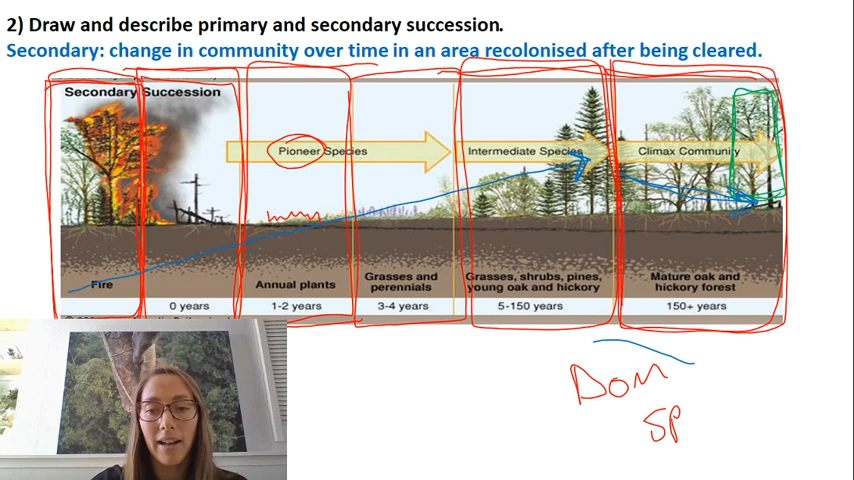 2) Draw and describe primary and secondary succession.
Secondary: change in community over time in an area recolonised after being cleared.
Secondary Succession
Pioneer Species
Intermediate Species
Climax Community
Fire
Annual plants
Grasses and
perennials
Grasses, shrubs, pines,
young oak and hickory
Mature oak and
hickory forest
0 years
1-2 years
3-4 years
5-150 years
150+ years
Dom
SP